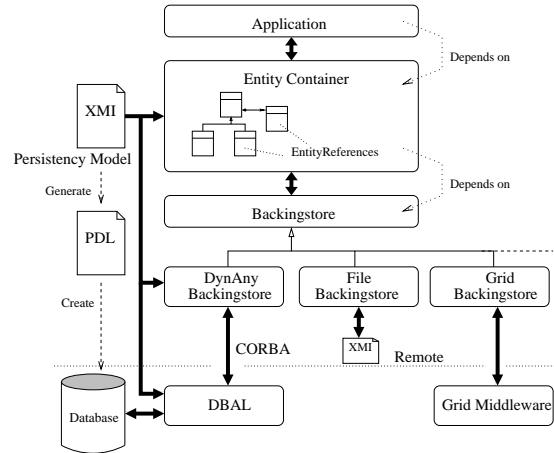 Application
Depends on
Entity Container
XMI
EntityReferences
Persistency Model
Generate
Depends on
Backingstore
PDL
DynAny
Backingstore
File
Backingstore
Grid
Backingstore
Create
CORBA
XMI
Remote
Database
DBAL
Grid Middleware